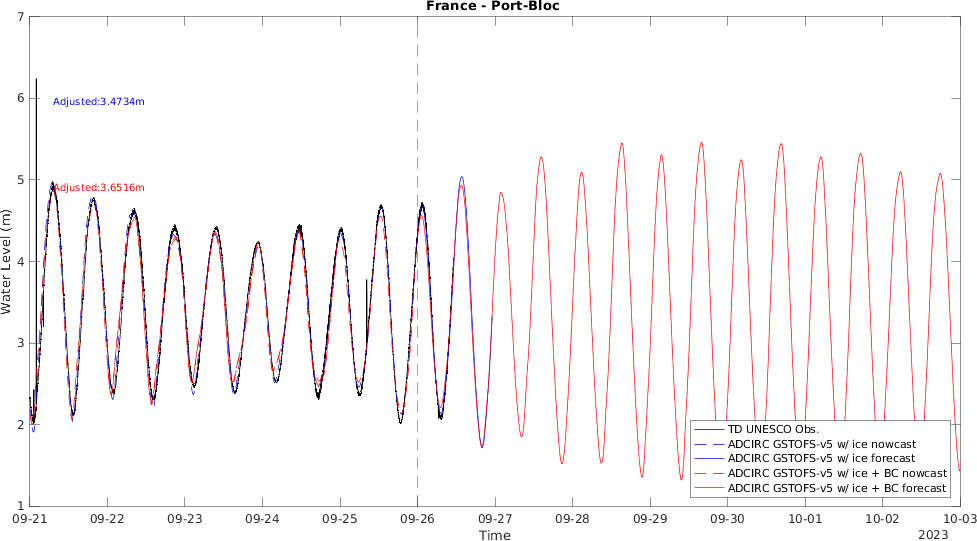 France - Port-Bloc
7
6
5
4
3
2
1
Water Level (m)
Adjusted:3.4734m
Adjusted:3.6516m
TD UNESCO Obs.
ADCIRC GSTOFS-v5 w/ ice nowcast
ADCIRC GSTOFS-v5 w/ ice forecast
ADCIRC GSTOFS-v5 w/ ice + BC nowcast
ADCIRC GSTOFS-v5 w/ ice + BC forecast
09-21 09-22 09-23 09-24 09-25 09-26 09-27 09-28 09-29 09-30 10-01 10-02 10-03
Time
2023